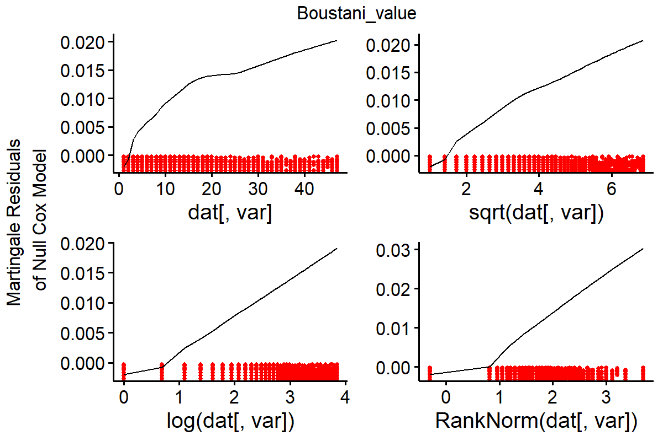 Boustani_value
Martingale Residuals
of Null Cox Model
0.020
0.015
0.010
0.005
0.000
0 10 20 30 40
dat[, var]
0.020
0.015
0.010
0.005
0.000
2 4 6
sqrt(dat[, var])
0.020
0.015
0.010
0.005
0.000
0 1 2 3 4
log(dat[, var])
0.03
0.02
0.01
0.00
0 1 2 3
RankNorm(dat[, var])